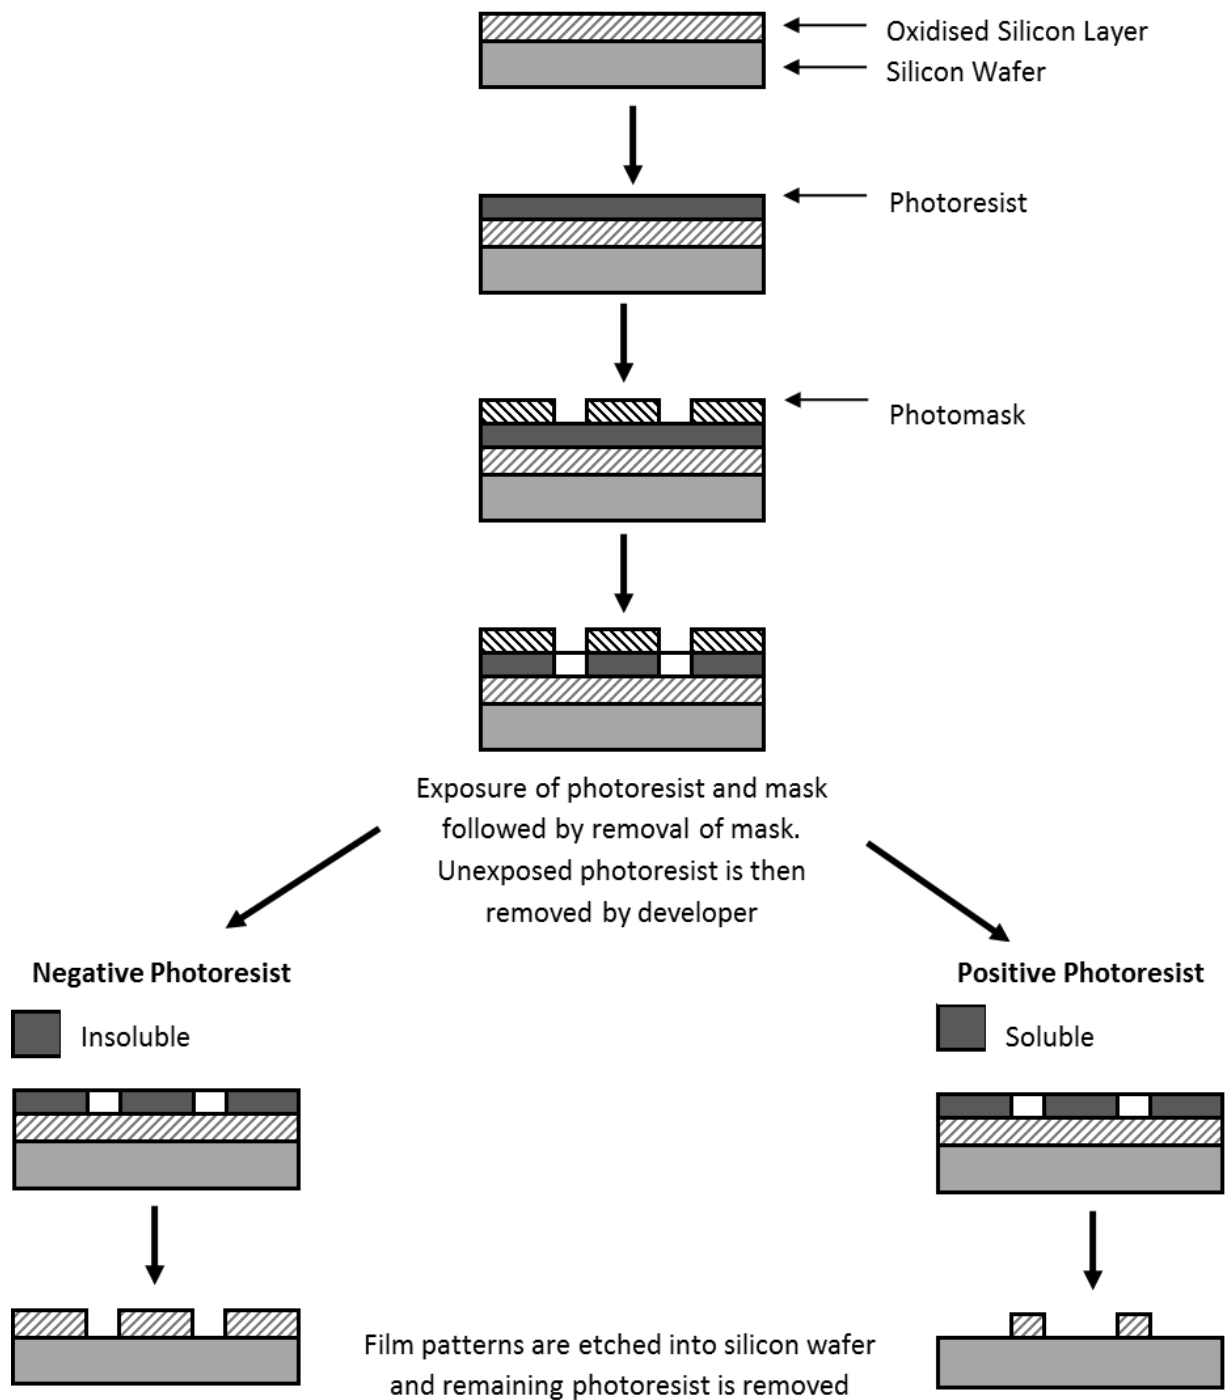 Oxidised Silicon Layer
Silicon Wafer
Photoresist
Photomask
Exposure of photoresist and mask
followed by removal of mask.
Unexposed photoresist is then
removed by developer
Negative Photoresist
Insoluble
Positive Photoresist
Soluble
Film patterns are etched into silicon wafer
and remaining photoresist is removed